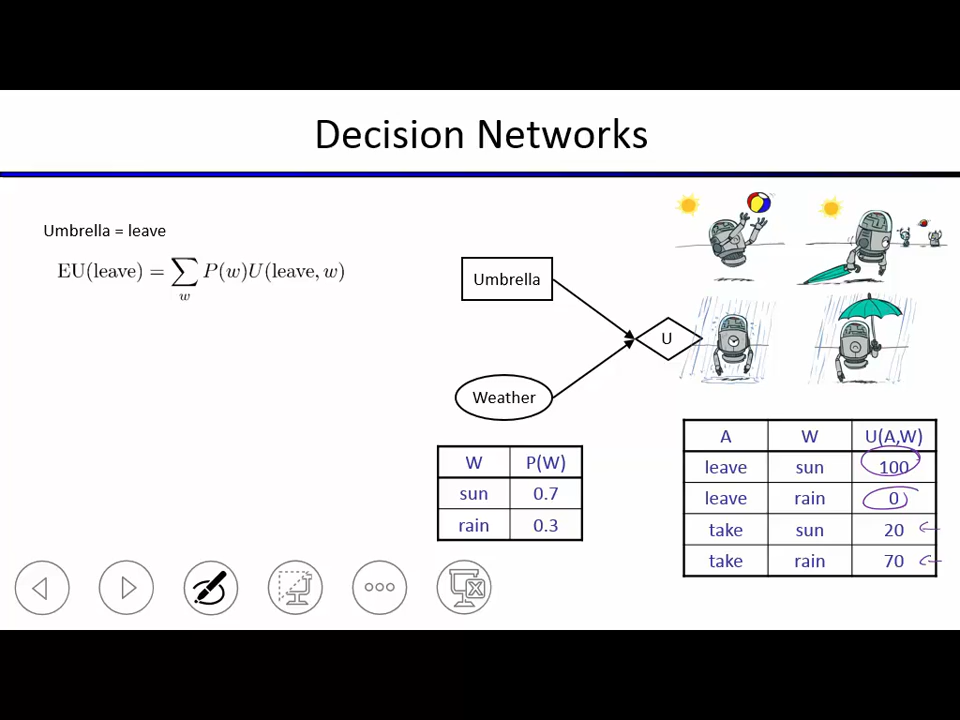 Decision Networks
Umbrella = leave
EU(leave) = ∑ P(w)U(leave, w)
w
Umbrella
U
Weather
W P(W)
sun 0.7
rain 0.3
A W U(A,W)
leave sun 100
leave rain 0
take sun 20
take rain 70